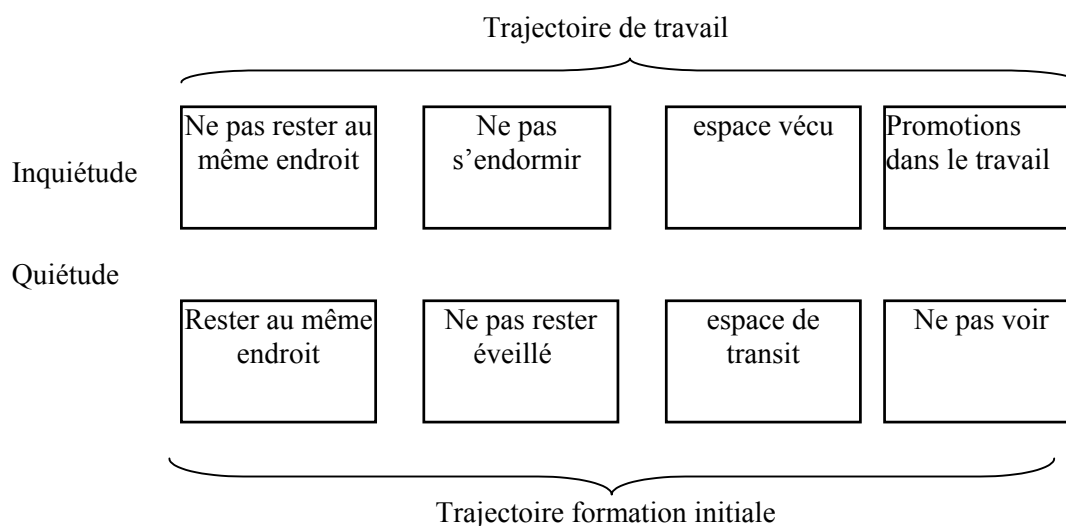 Trajectoire de travail
Inquiétude
Ne pas rester au
même endroit
Ne pas
s’endormir
espace vécu
Promotions
dans le travail
Quiétude
Rester au même
endroit
Ne pas rester
éveillé
espace de
transit
Ne pas voir
Trajectoire formation initiale